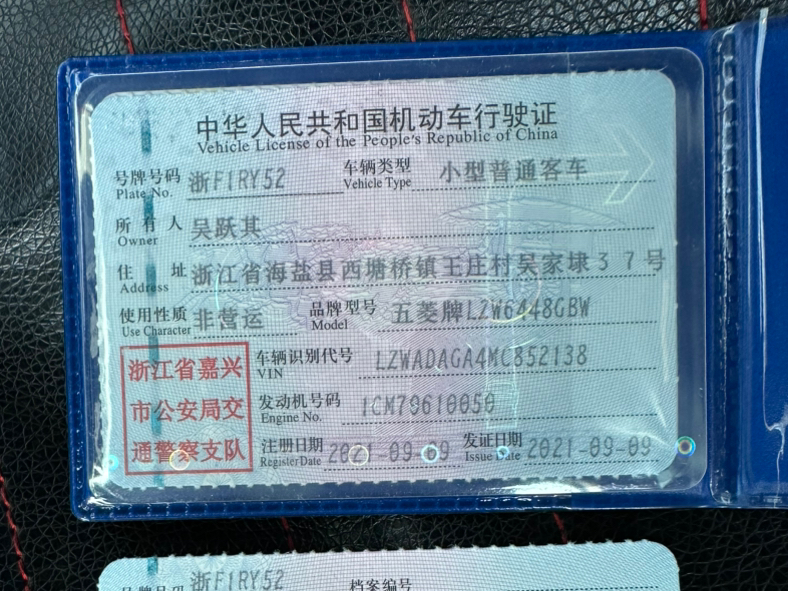 中华人民共和国机动车行驶证
Vehicle License of the People's Republic of China
号牌号码 浙F1RY52 车辆类型 小型普通客车
Plate No. Vehicle Type
所有人 吴跃其
Owner
住址 浙江省海盐县西塘桥镇王庄村吴家埭37号
Address
使用性质 非营运 品牌型号 五菱牌LZW6448GBW
Use Character Model
浙江省嘉兴
市公安局交
通警察支队
车辆识别代号 LZWADAGA4MC852138
VIN
发动机号码 1CM79610050
Engine No.
注册日期 2021-09-09 发证日期 2021-09-09
Register Date Issue Date
号牌号码 浙F1RY52 档案编号